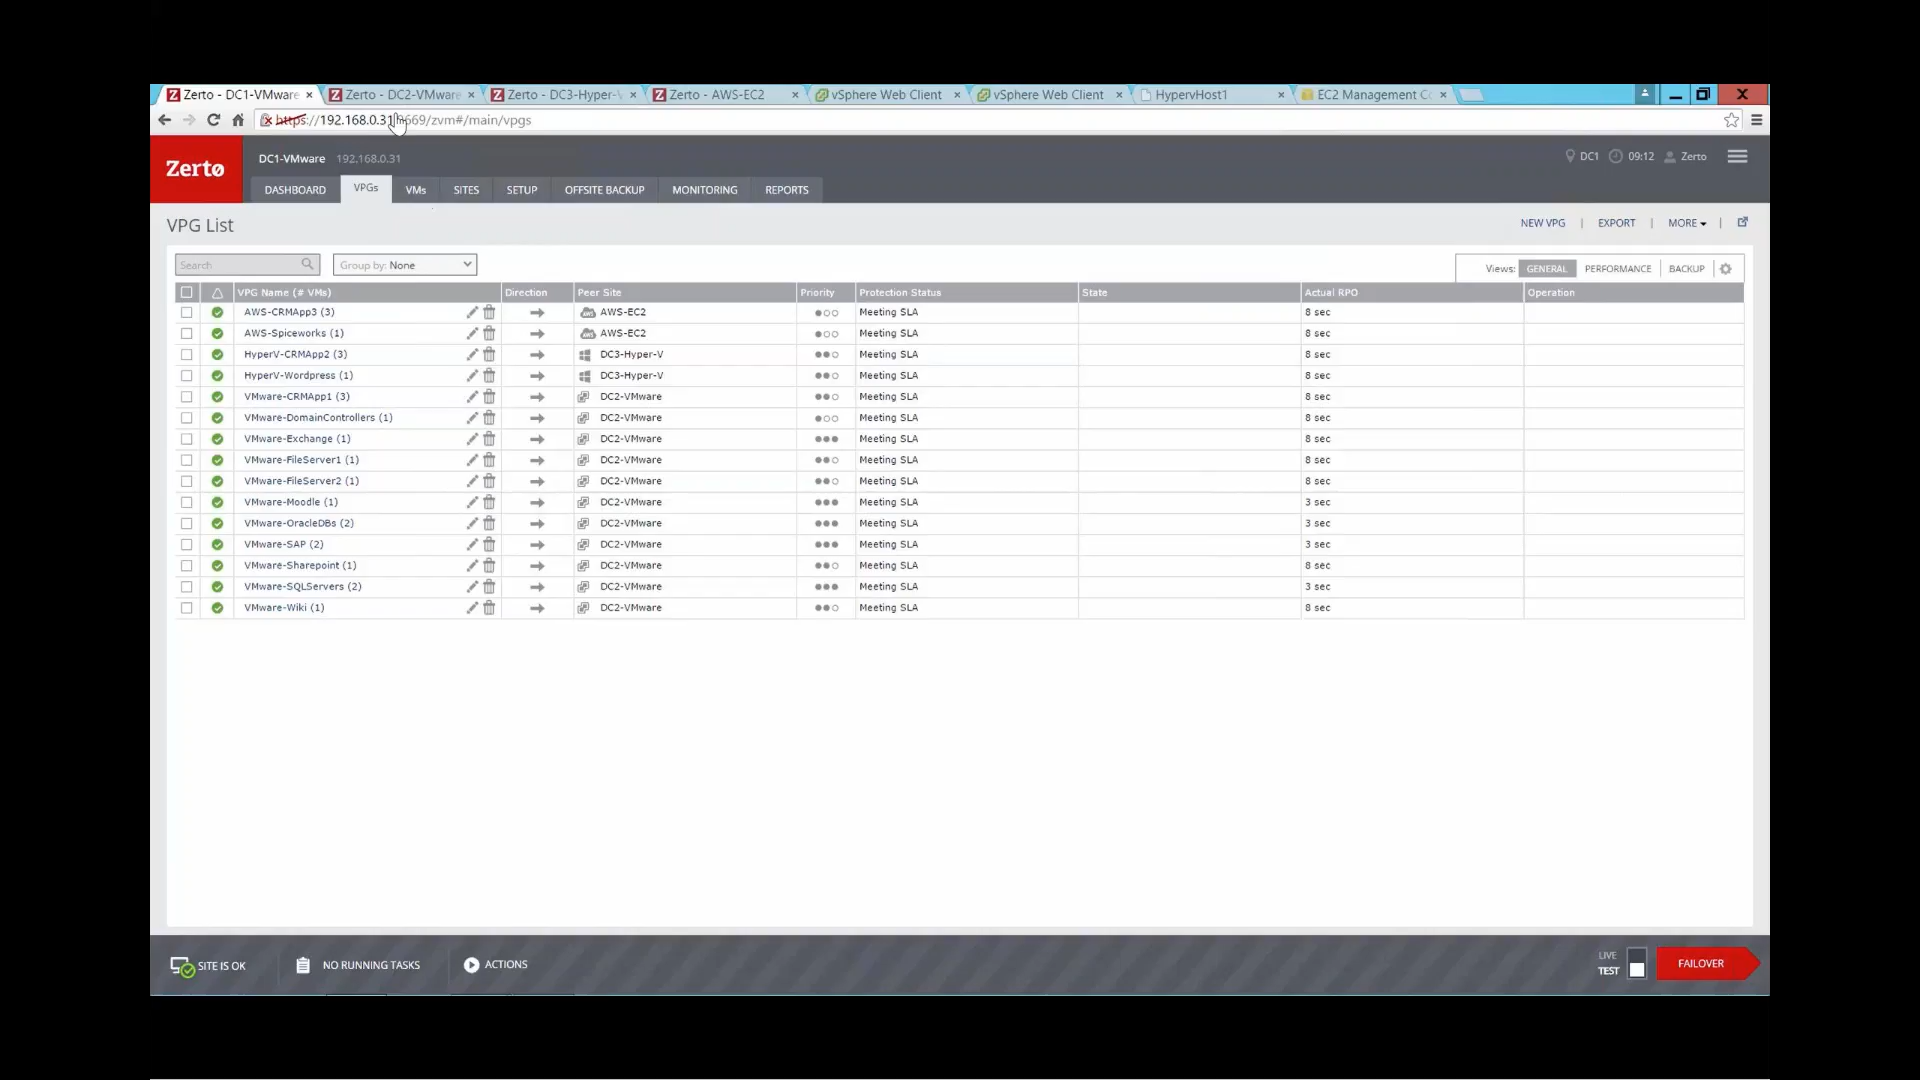 Zerto - DC1-VMware
Zerto - DC2-VMware
Zerto - DC3-Hyper-V
Zerto - AWS-EC2
vSphere Web Client
vSphere Web Client
HypervHost1
EC2 Management Co
https://192.168.0.31:9669/zvm#/main/vpgs
Zerto
DC1-VMware 192.168.0.31
DC1 09:12 Zerto
DASHBOARD VPGs VMs SITES SETUP OFFSITE BACKUP MONITORING REPORTS
VPG List
NEW VPG | EXPORT | MORE |
Search
Group by: None
Views: GENERAL PERFORMANCE BACKUP
VPG Name (# VMs) Direction Peer Site Priority Protection Status State Actual RPO Operation
AWS-CRMApp3 (3) AWS-EC2 Meeting SLA 8 sec
AWS-Spiceworks (1) AWS-EC2 Meeting SLA 8 sec
HyperV-CRMApp2 (3) DC3-Hyper-V Meeting SLA 8 sec
HyperV-Wordpress (1) DC3-Hyper-V Meeting SLA 8 sec
VMware-CRMApp1 (3) DC2-VMware Meeting SLA 8 sec
VMware-DomainControllers (1) DC2-VMware Meeting SLA 8 sec
VMware-Exchange (1) DC2-VMware Meeting SLA 8 sec
VMware-FileServer1 (1) DC2-VMware Meeting SLA 8 sec
VMware-FileServer2 (1) DC2-VMware Meeting SLA 8 sec
VMware-Moodle (1) DC2-VMware Meeting SLA 3 sec
VMware-OracleDBs (2) DC2-VMware Meeting SLA 3 sec
VMware-SAP (2) DC2-VMware Meeting SLA 3 sec
VMware-Sharepoint (1) DC2-VMware Meeting SLA 8 sec
VMware-SQLServers (2) DC2-VMware Meeting SLA 3 sec
VMware-Wiki (1) DC2-VMware Meeting SLA 8 sec
SITE IS OK
NO RUNNING TASKS
ACTIONS
LIVE
TEST
FAILOVER